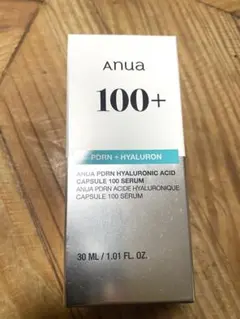 Anua
100+
PDRN + HYALURON
ANUA PDRN HYALURONIC ACID
CAPSULE 100 SERUM
ANUA PDRN ACIDE HYALURONIQUE
CAPSULE 100 SÉRUM
30 ML / 1.01 FL. OZ.